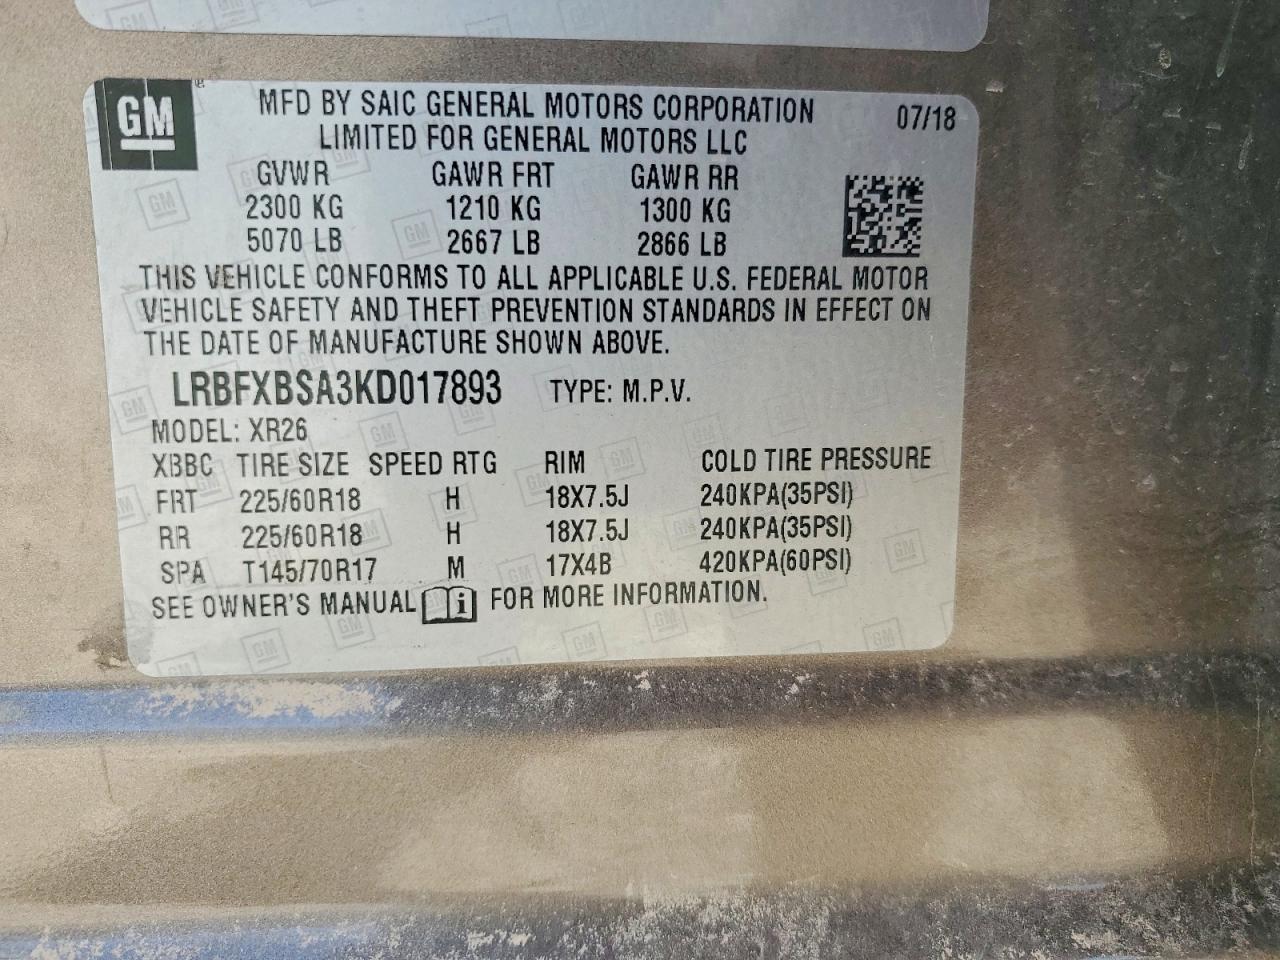 GM
MFD BY SAIC GENERAL MOTORS CORPORATION
LIMITED FOR GENERAL MOTORS LLC
07/18
GVWR GAWR FRT GAWR RR
2300 KG 1210 KG 1300 KG
5070 LB 2667 LB 2866 LB
THIS VEHICLE CONFORMS TO ALL APPLICABLE U.S. FEDERAL MOTOR
VEHICLE SAFETY AND THEFT PREVENTION STANDARDS IN EFFECT ON
THE DATE OF MANUFACTURE SHOWN ABOVE.
LRBFXBSA3KD017893 TYPE: M.P.V.
MODEL: XR26
XBBC TIRE SIZE SPEED RTG RIM COLD TIRE PRESSURE
FRT 225/60R18 H 18X7.5J 240KPA(35PSI)
RR 225/60R18 H 18X7.5J 240KPA(35PSI)
SPA T145/70R17 M 17X4B 420KPA(60PSI)
SEE OWNER'S MANUAL i FOR MORE INFORMATION.